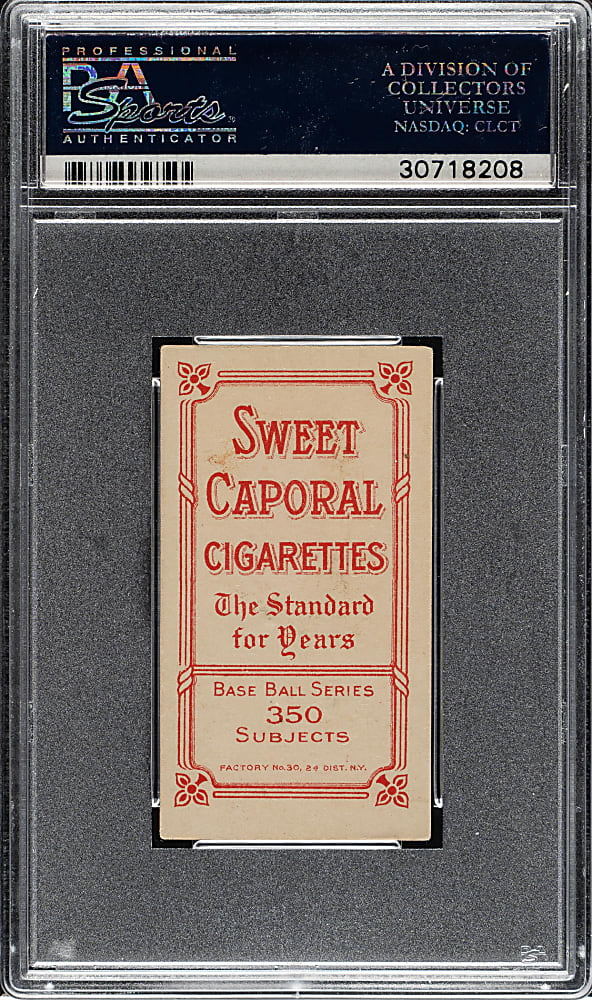 PROFESSIONAL
PSA
Sports
AUTHENTICATOR
A DIVISION OF
COLLECTORS
UNIVERSE
NASDAQ: CLCT
30718208
SWEET
CAPORAL
CIGARETTES
The Standard
for Years
BASE BALL SERIES
350
SUBJECTS
FACTORY No. 30, 2d DIST. N.Y.
PSA